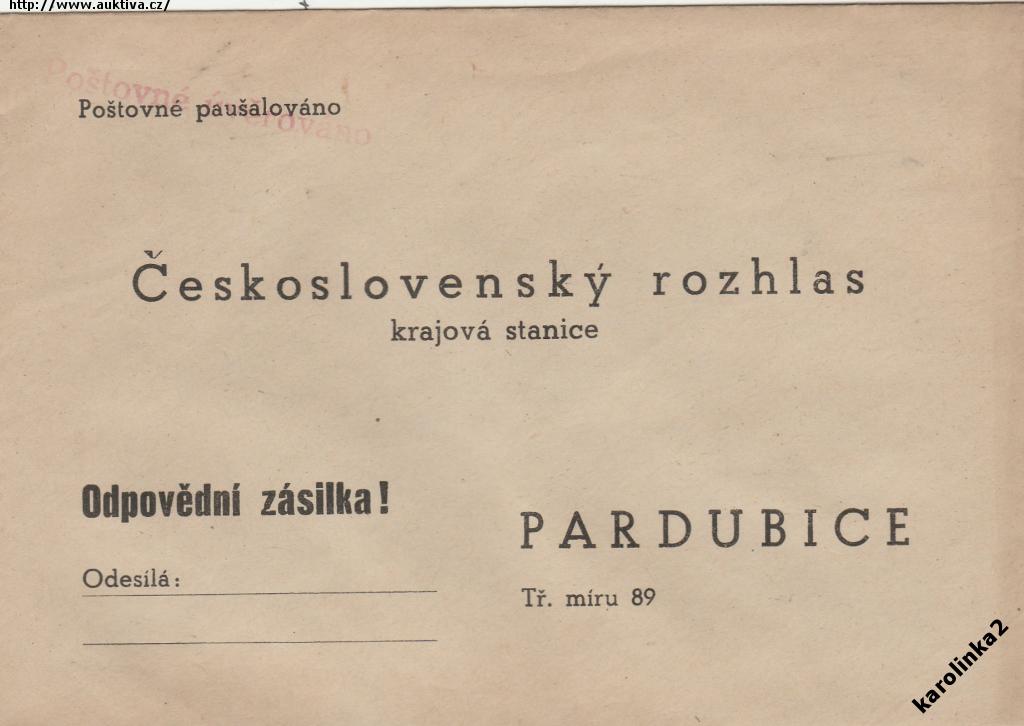 http://www.auktiva.cz/
Poštovné úvěrováno
Poštovné paušalováno
Československý rozhlas
krajová stanice
Odpovědní zásilka!
PARDUBICE
Odesílá:
Tř. míru 89
karolinka2